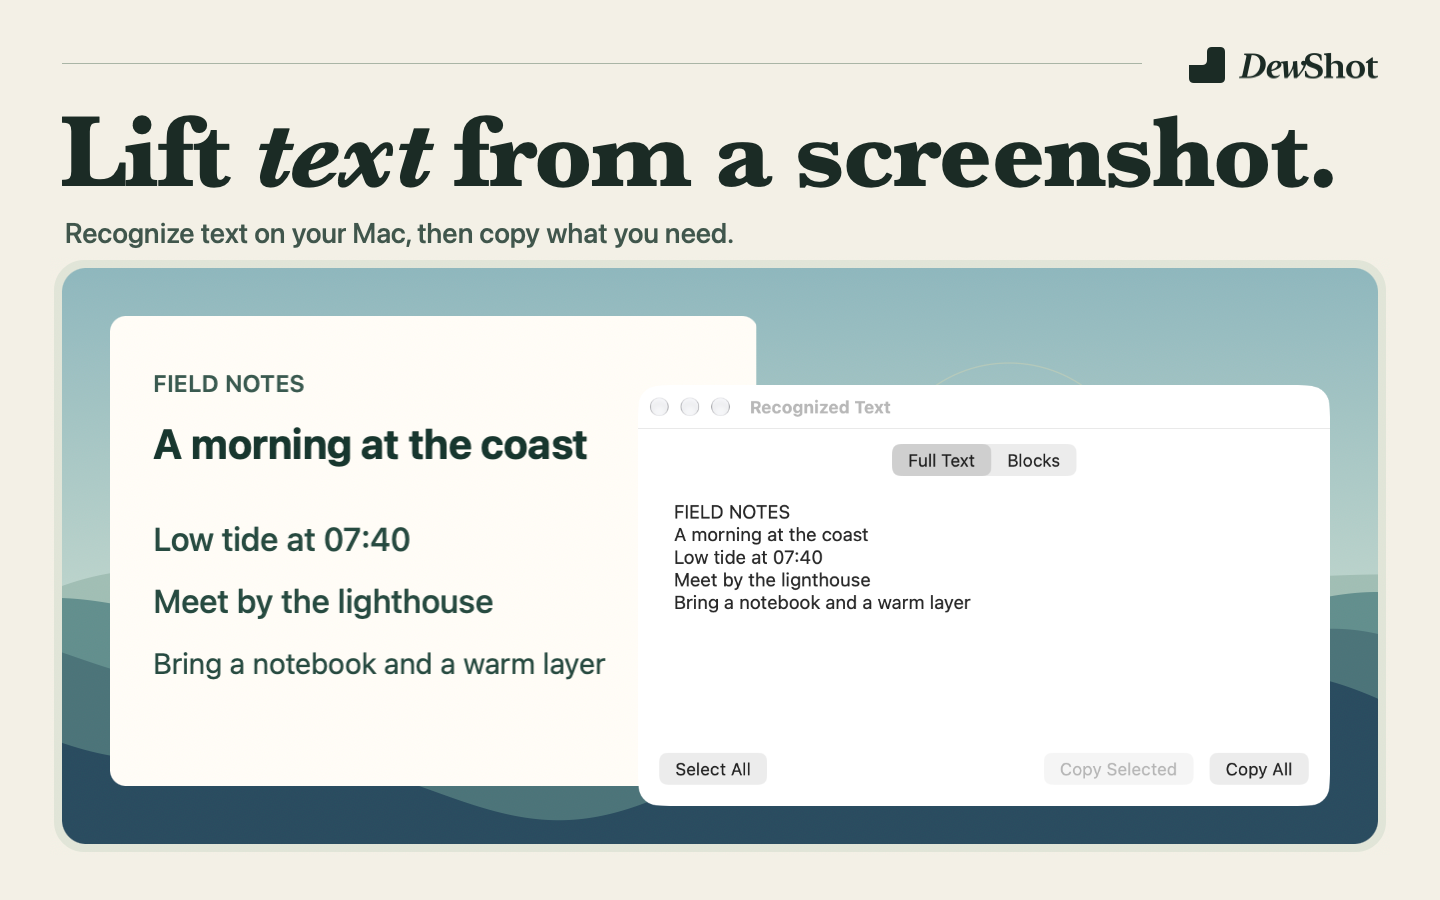 DewShot
Lift text from a screenshot.
Recognize text on your Mac, then copy what you need.
FIELD NOTES
A morning at the coast
Low tide at 07:40
Meet by the lighthouse
Bring a notebook and a warm layer
Recognized Text
Full Text Blocks
FIELD NOTES
A morning at the coast
Low tide at 07:40
Meet by the lignthouse
Bring a notebook and a warm layer
Select All Copy Selected Copy All